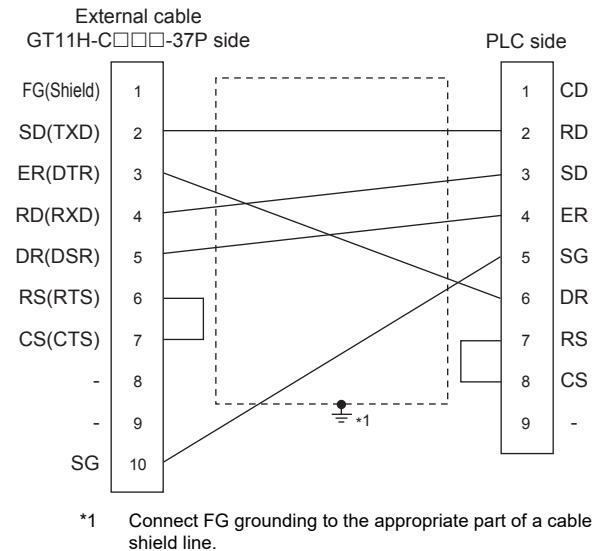 External cable
GT11H-C□□□-37P side
PLC side
FG(Shield) 1 1 CD
SD(TXD) 2 2 RD
ER(DTR) 3 3 SD
RD(RXD) 4 4 ER
DR(DSR) 5 5 SG
RS(RTS) 6 6 DR
CS(CTS) 7 7 RS
- 8 8 CS
- 9 9 -
SG 10
*1
*1 Connect FG grounding to the appropriate part of a cable
shield line.